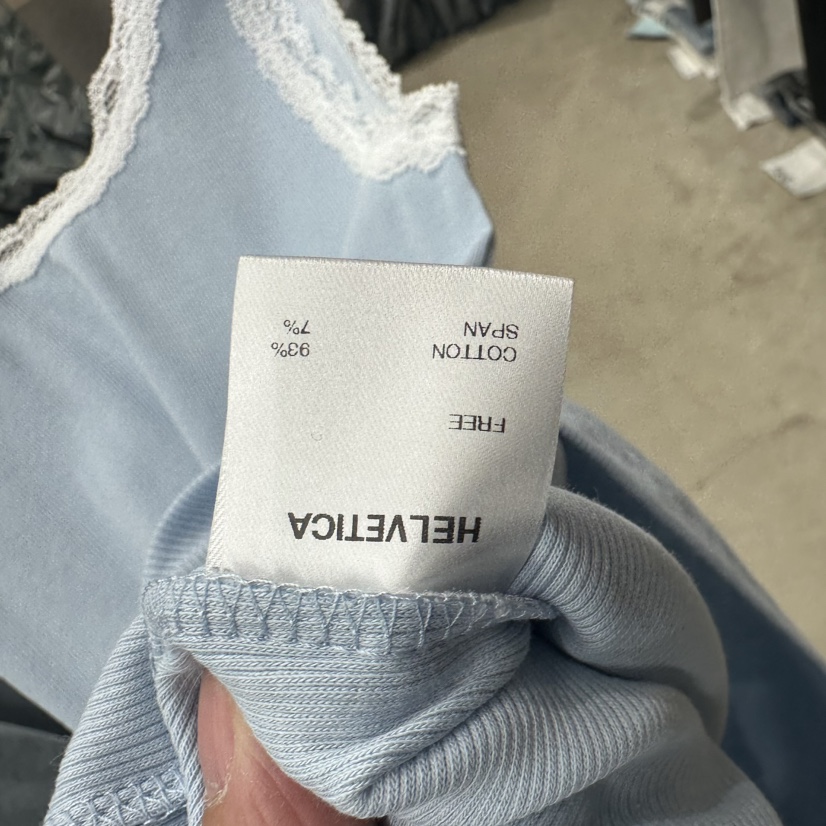 HELVETICA
FREE
COTTON 93%
SPAN 7%